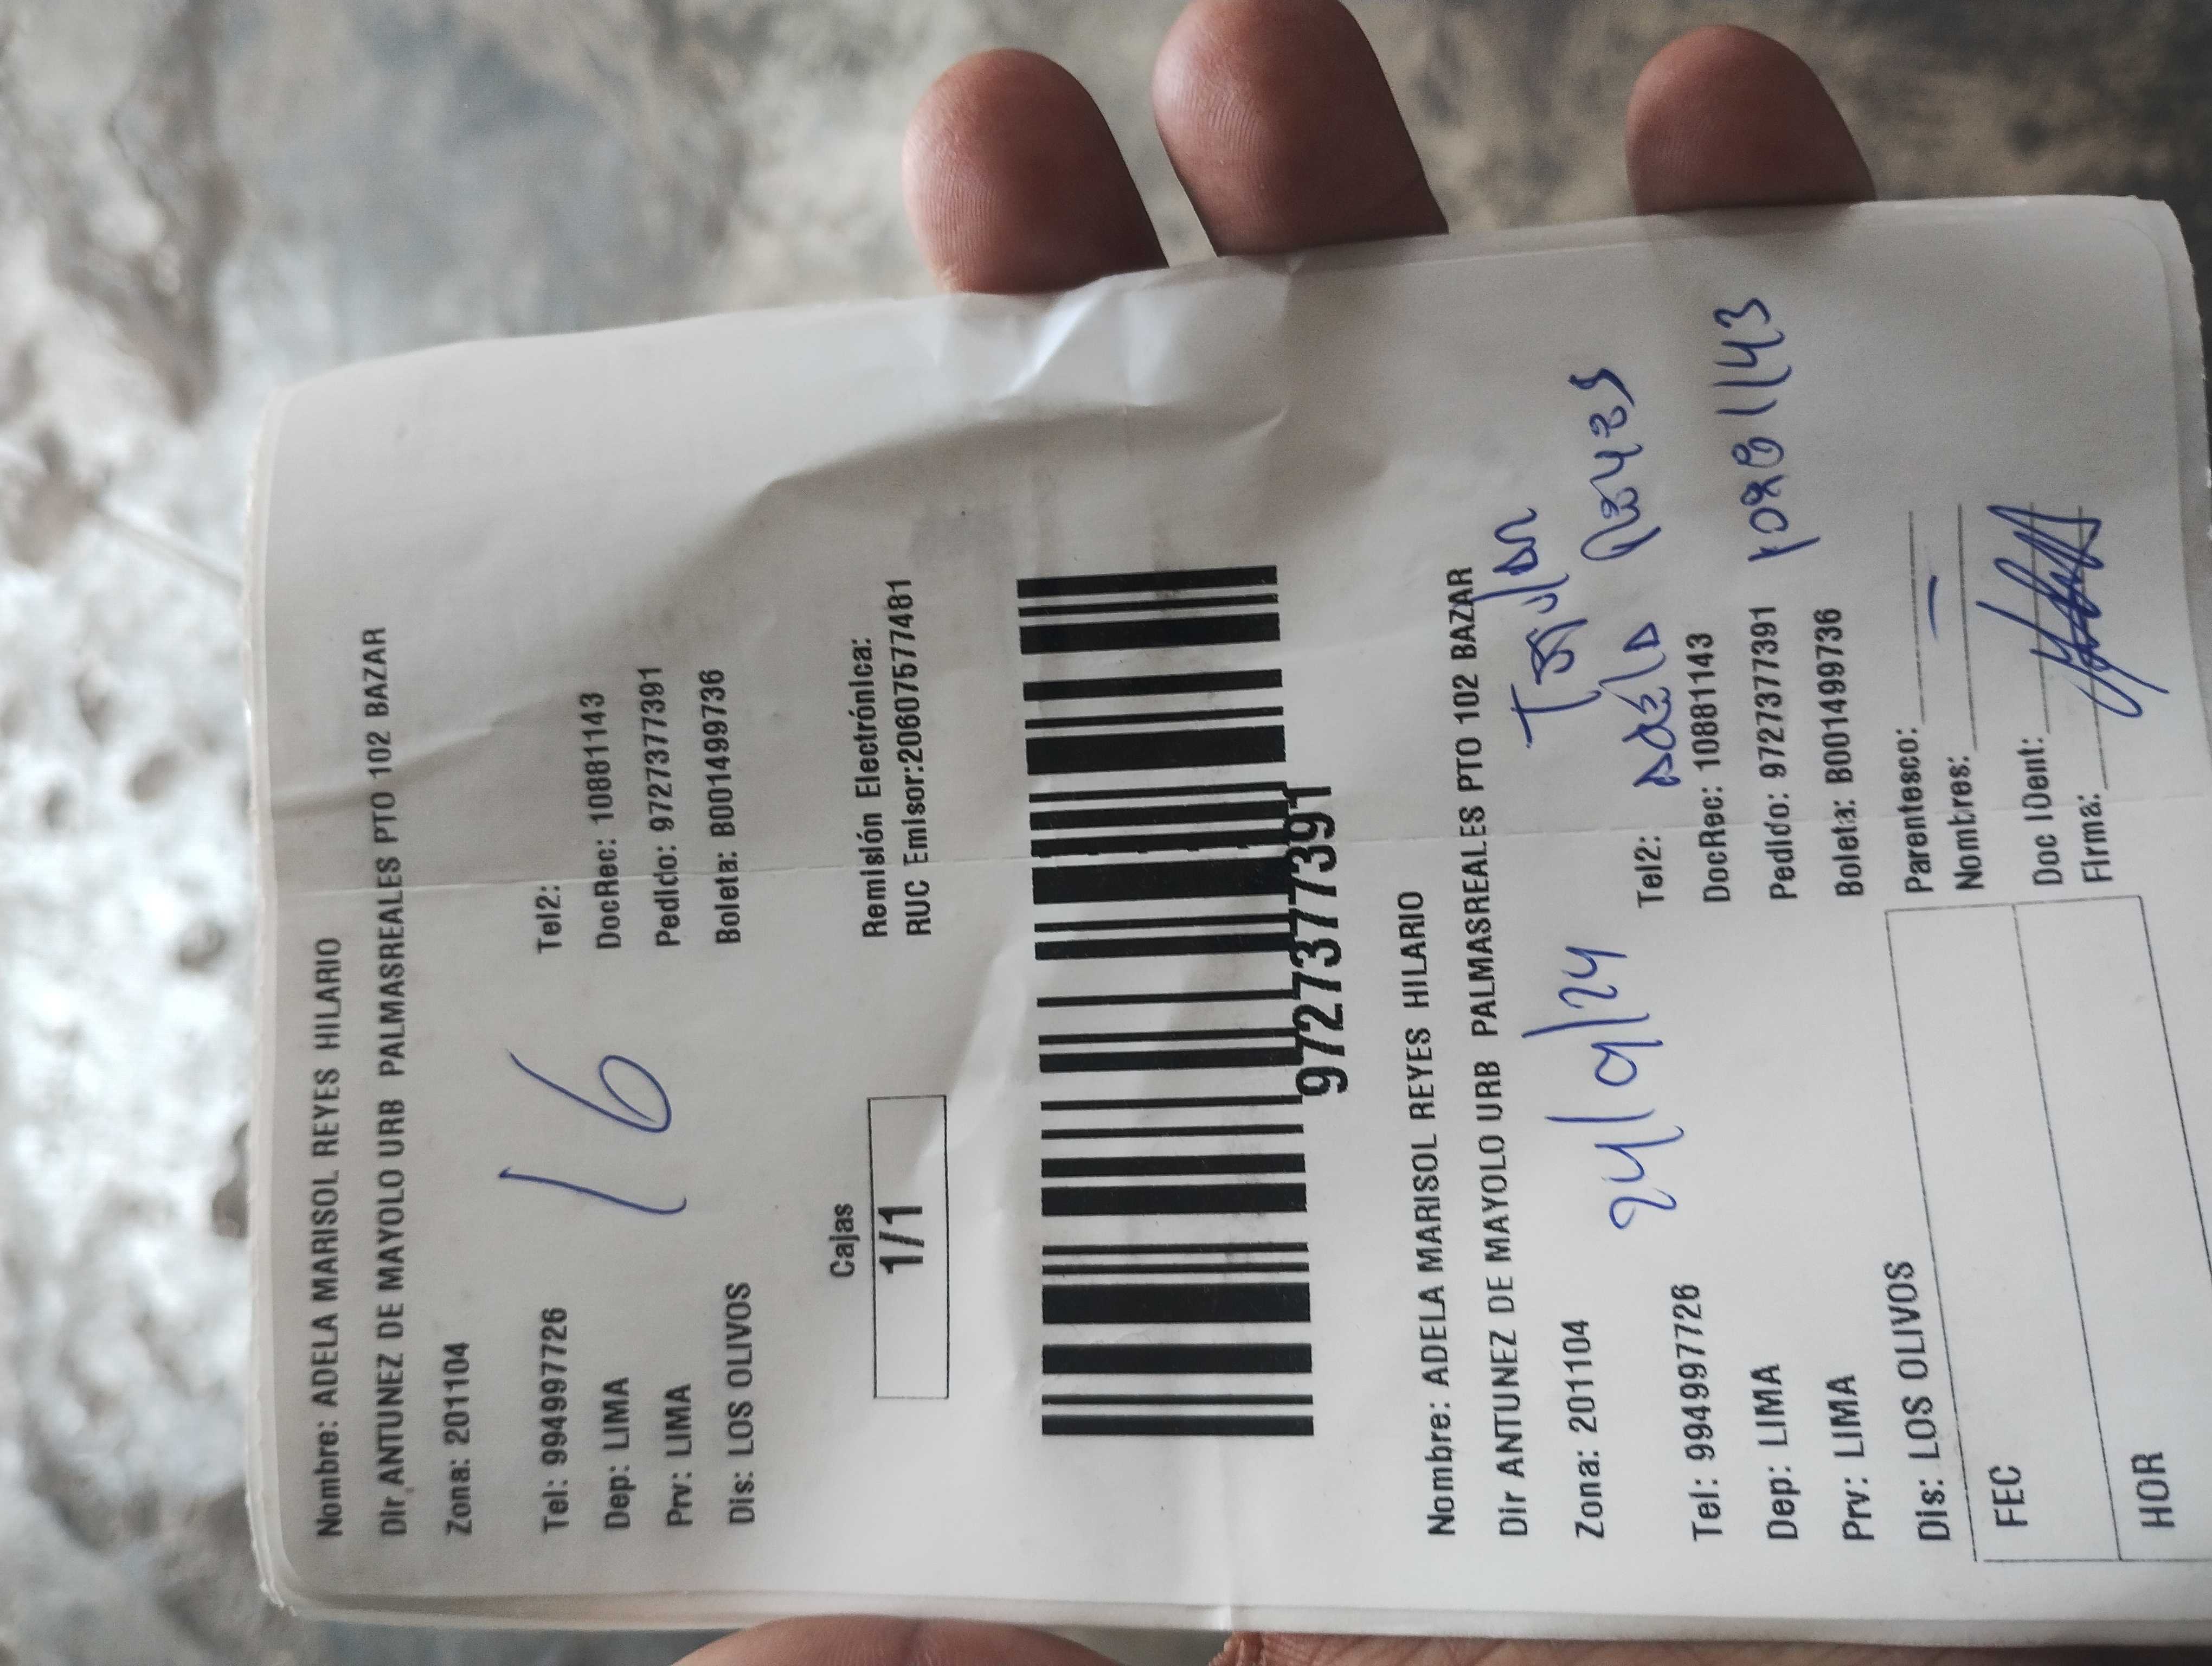 Nombre: ADELA MARISOL REYES HILARIO
Dir ANTUNEZ DE MAYOLO URB PALMASREALES PTO 102 BAZAR
Zona: 201104
16
Tel: 994997726 Tel2:
Dep: LIMA DocRec: 10881143
Prv: LIMA Pedido: 9727377391
Dis: LOS OLIVOS Boleta: B001499736
Cajas Remisión Electrónica:
1/1 RUC Emisor:20607577481
9727377391
Nombre: ADELA MARISOL REYES HILARIO
Dir ANTUNEZ DE MAYOLO URB PALMASREALES PTO 102 BAZAR
Zona: 201104 24/9/24 Titular
Adela Reyes
Tel: 994997726 Tel2:
Dep: LIMA DocRec: 10881143 10881143
Prv: LIMA Pedido: 9727377391
Dis: LOS OLIVOS Boleta: B001499736
FEC Parentesco:
Nombres:
HOR Doc IDent:
Firma: